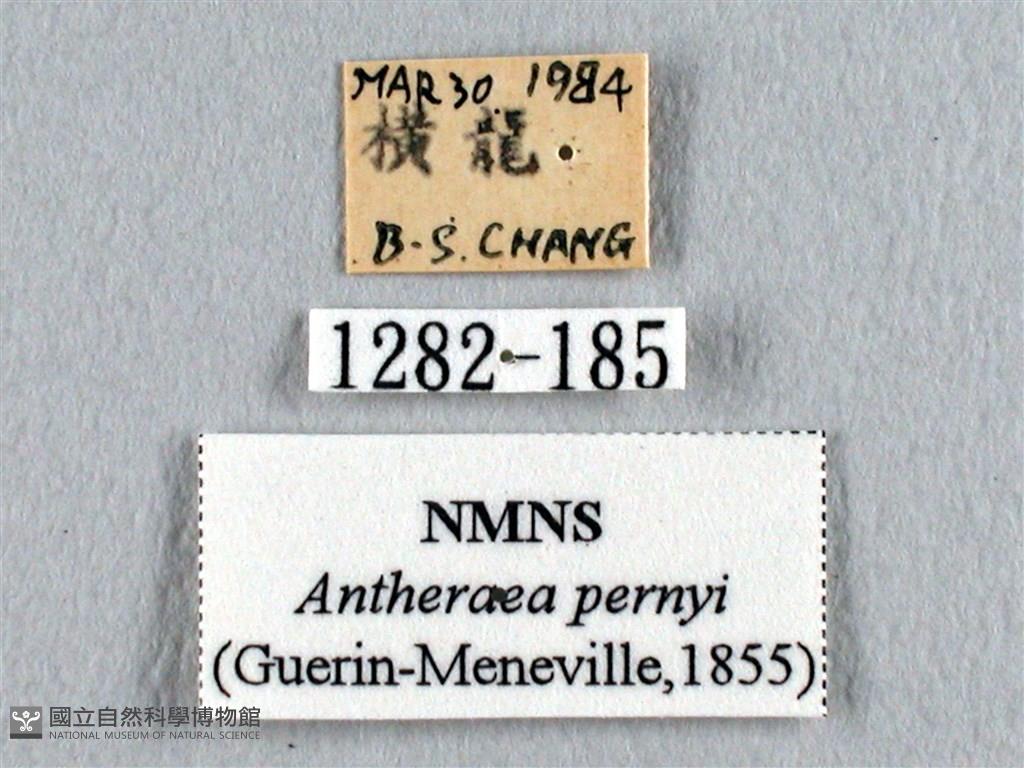 MAR 30 1984
橫龍
B-S. CHANG
1282-185
NMNS
Antheraea pernyi
(Guerin-Meneville,1855)
國立自然科學博物館
NATIONAL MUSEUM OF NATURAL SCIENCE